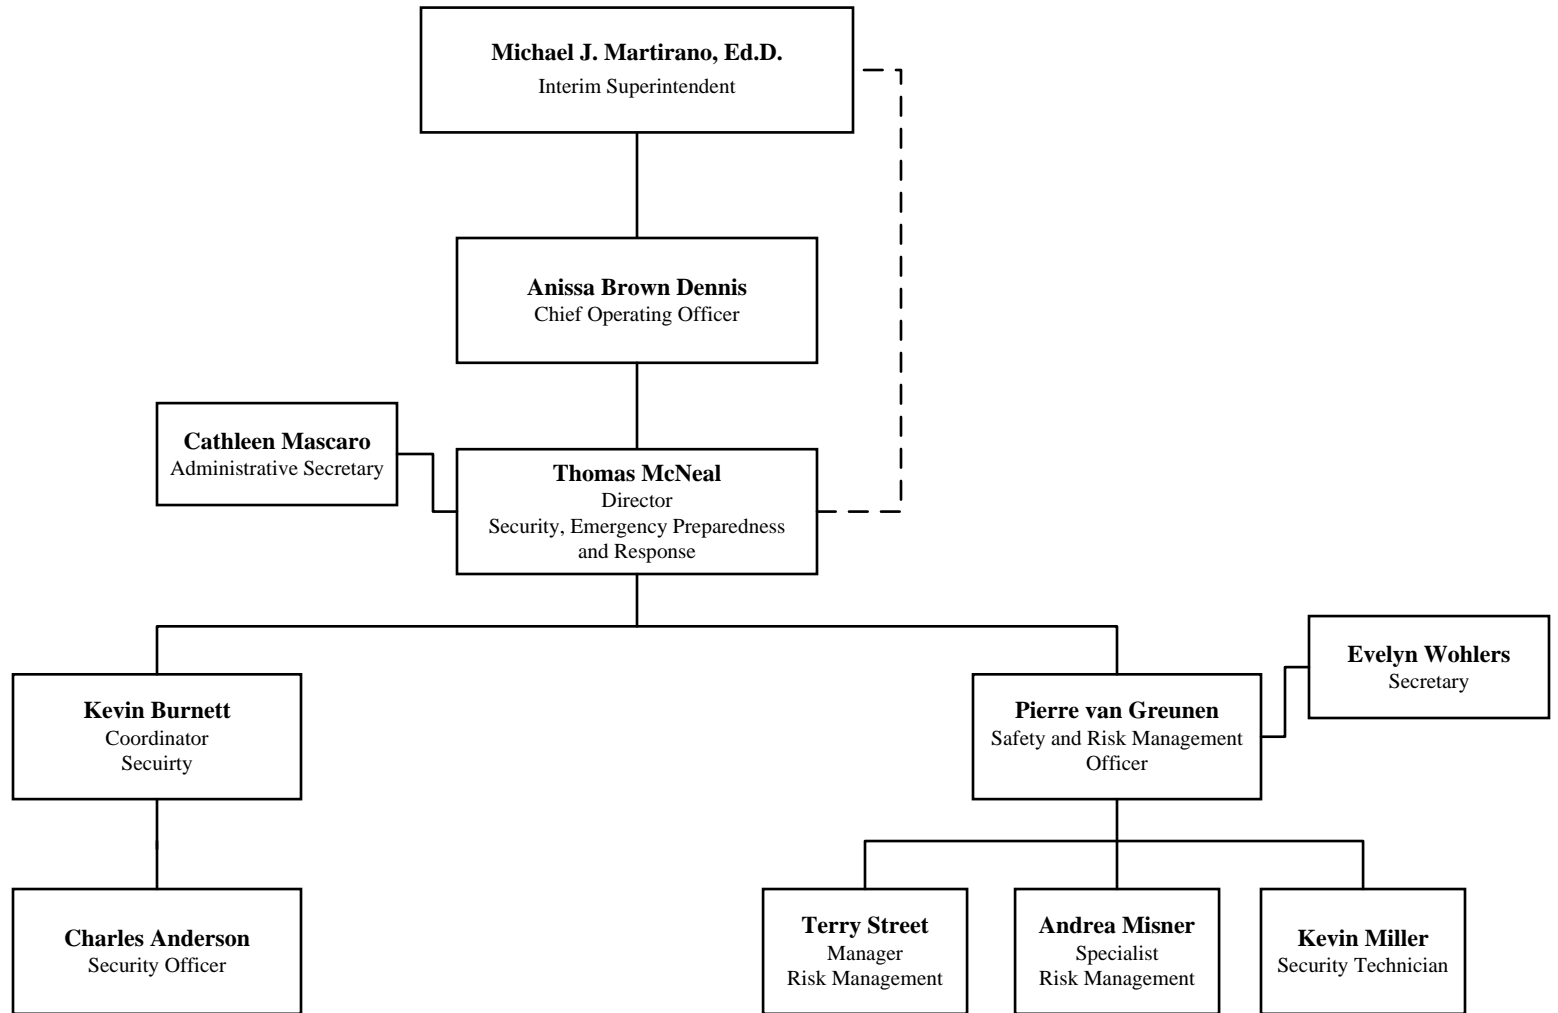 Michael J. Martirano, Ed.D.
Interim Superintendent
Anissa Brown Dennis
Chief Operating Officer
Cathleen Mascaro
Administrative Secretary
Thomas McNeal
Director
Security, Emergency Preparedness
and Response
Evelyn Wohlers
Secretary
Kevin Burnett
Coordinator
Secuirty
Pierre van Greunen
Safety and Risk Management
Officer
Charles Anderson
Security Officer
Terry Street
Manager
Risk Management
Andrea Misner
Specialist
Risk Management
Kevin Miller
Security Technician